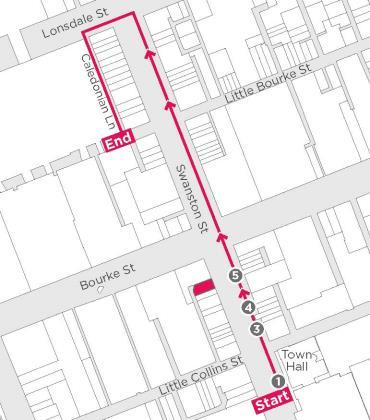 Lonsdale St
Caledonian Ln
Little Bourke St
End
Swanston St
Bourke St
5
4
3
Little Collins St
Town
Hall
1
Start